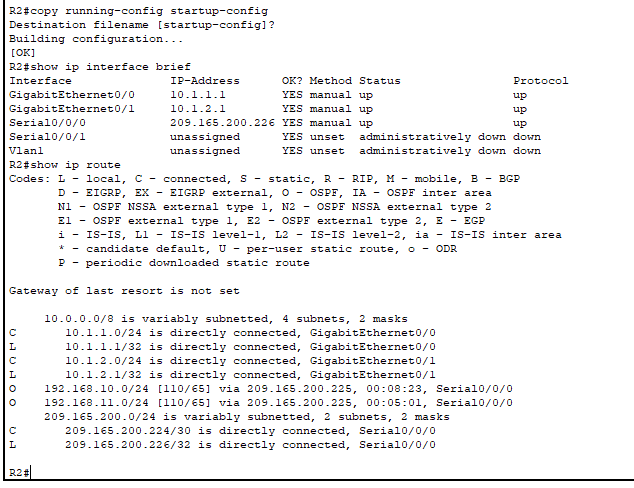 R2#copy running-config startup-config
Destination filename [startup-config]?
Building configuration...
[OK]
R2#show ip interface brief
Interface              IP-Address      OK? Method Status                Protocol
GigabitEthernet0/0     10.1.1.1        YES manual up                    up
GigabitEthernet0/1     10.1.2.1        YES manual up                    up
Serial0/0/0            209.165.200.226 YES manual up                    up
Serial0/0/1            unassigned      YES unset  administratively down down
Vlan1                  unassigned      YES unset  administratively down down
R2#show ip route
Codes: L - local, C - connected, S - static, R - RIP, M - mobile, B - BGP
       D - EIGRP, EX - EIGRP external, O - OSPF, IA - OSPF inter area
       N1 - OSPF NSSA external type 1, N2 - OSPF NSSA external type 2
       E1 - OSPF external type 1, E2 - OSPF external type 2, E - EGP
       i - IS-IS, L1 - IS-IS level-1, L2 - IS-IS level-2, ia - IS-IS inter area
       * - candidate default, U - per-user static route, o - ODR
       P - periodic downloaded static route

Gateway of last resort is not set

     10.0.0.0/8 is variably subnetted, 4 subnets, 2 masks
C       10.1.1.0/24 is directly connected, GigabitEthernet0/0
L       10.1.1.1/32 is directly connected, GigabitEthernet0/0
C       10.1.2.0/24 is directly connected, GigabitEthernet0/1
L       10.1.2.1/32 is directly connected, GigabitEthernet0/1
O    192.168.10.0/24 [110/65] via 209.165.200.225, 00:08:23, Serial0/0/0
O    192.168.11.0/24 [110/65] via 209.165.200.225, 00:05:01, Serial0/0/0
     209.165.200.0/24 is variably subnetted, 2 subnets, 2 masks
C       209.165.200.224/30 is directly connected, Serial0/0/0
L       209.165.200.226/32 is directly connected, Serial0/0/0

R2#